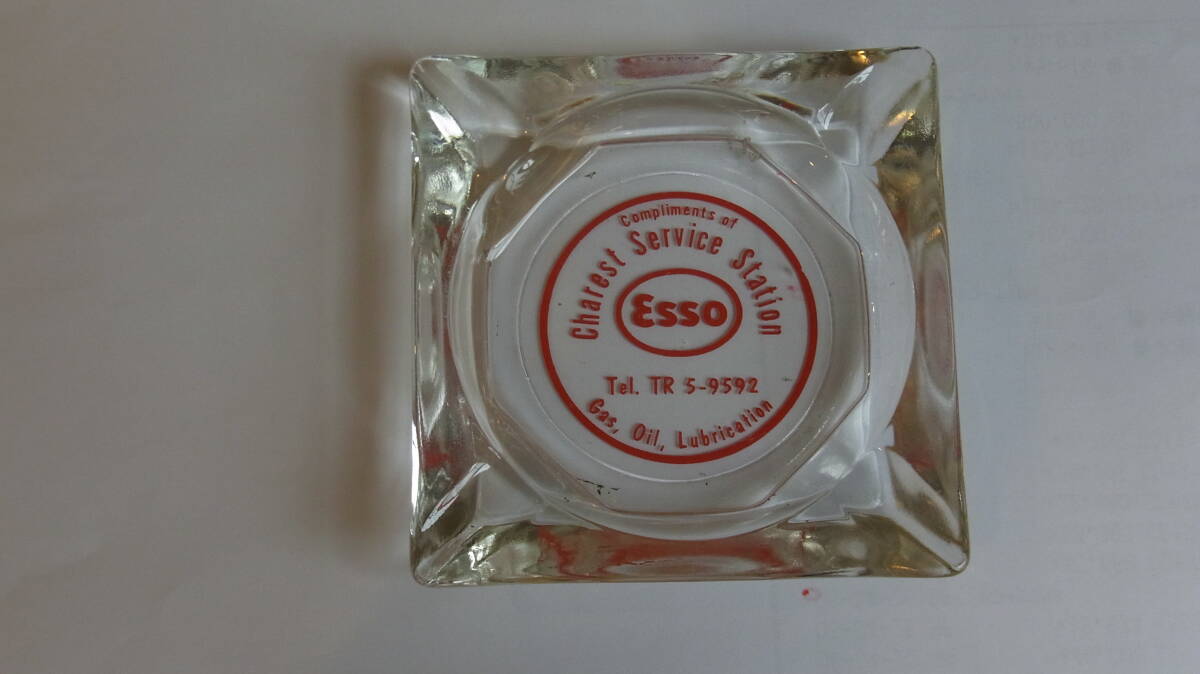 Compliments of
Charest Service Station
Esso
Tel. TR 5-9592
Gas, Oil, Lubrication